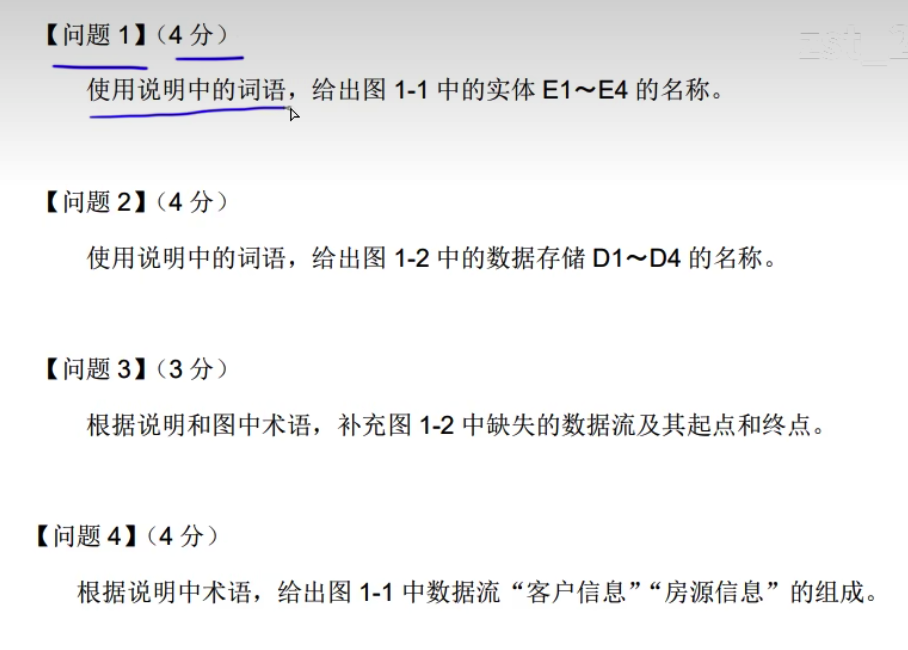 【问题 1】（4 分）
使用说明中的词语，给出图 1-1 中的实体 E1～E4 的名称。
【问题 2】（4 分）
使用说明中的词语，给出图 1-2 中的数据存储 D1～D4 的名称。
【问题 3】（3 分）
根据说明和图中术语，补充图 1-2 中缺失的数据流及其起点和终点。
【问题 4】（4 分）
根据说明中术语，给出图 1-1 中数据流“客户信息”“房源信息”的组成。